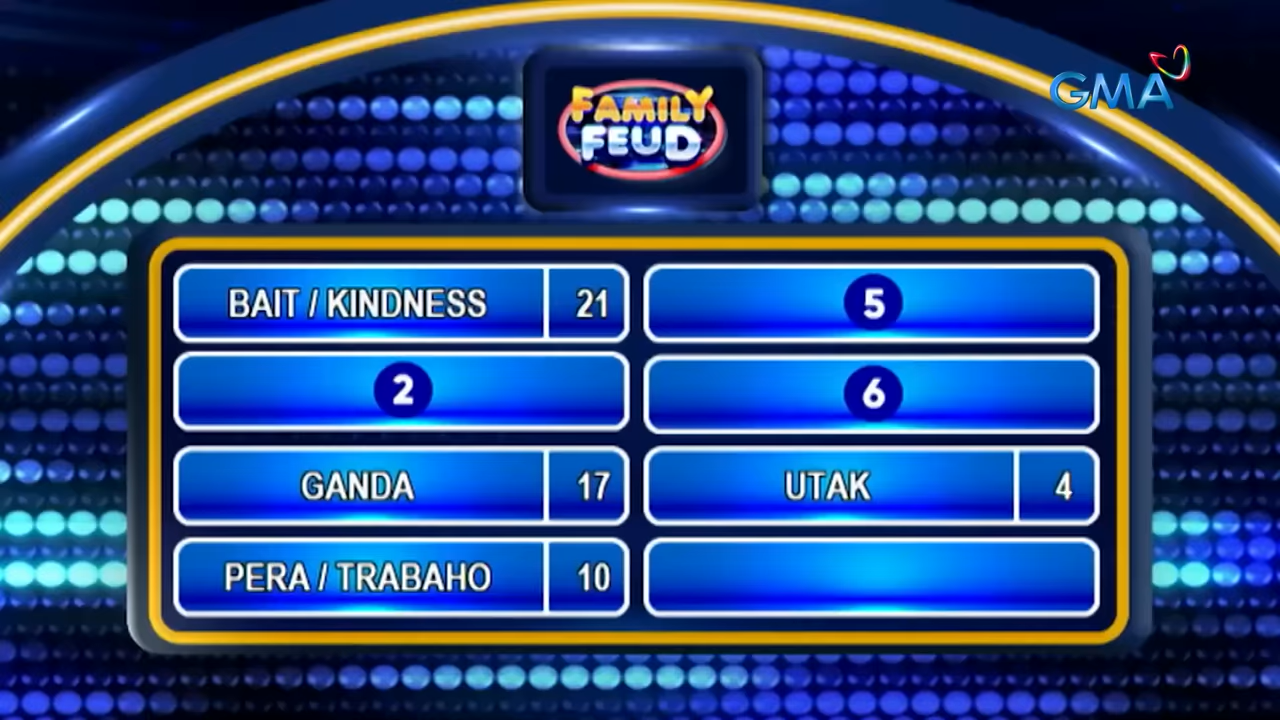 FAMILY
FEUD
GMA
BAIT / KINDNESS 21
2
GANDA 17
PERA / TRABAHO 10
5
6
UTAK 4